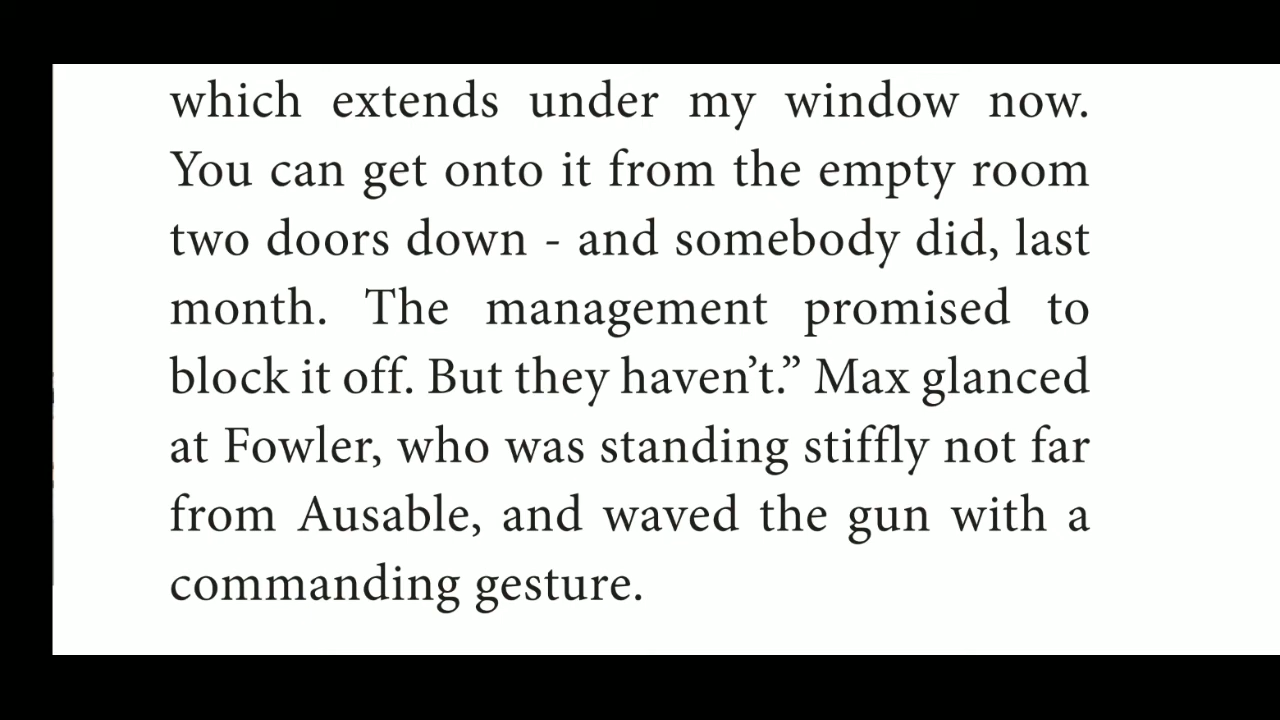 which extends under my window now.
You can get onto it from the empty room
two doors down - and somebody did, last
month. The management promised to
block it off. But they haven’t.” Max glanced
at Fowler, who was standing stiffly not far
from Ausable, and waved the gun with a
commanding gesture.